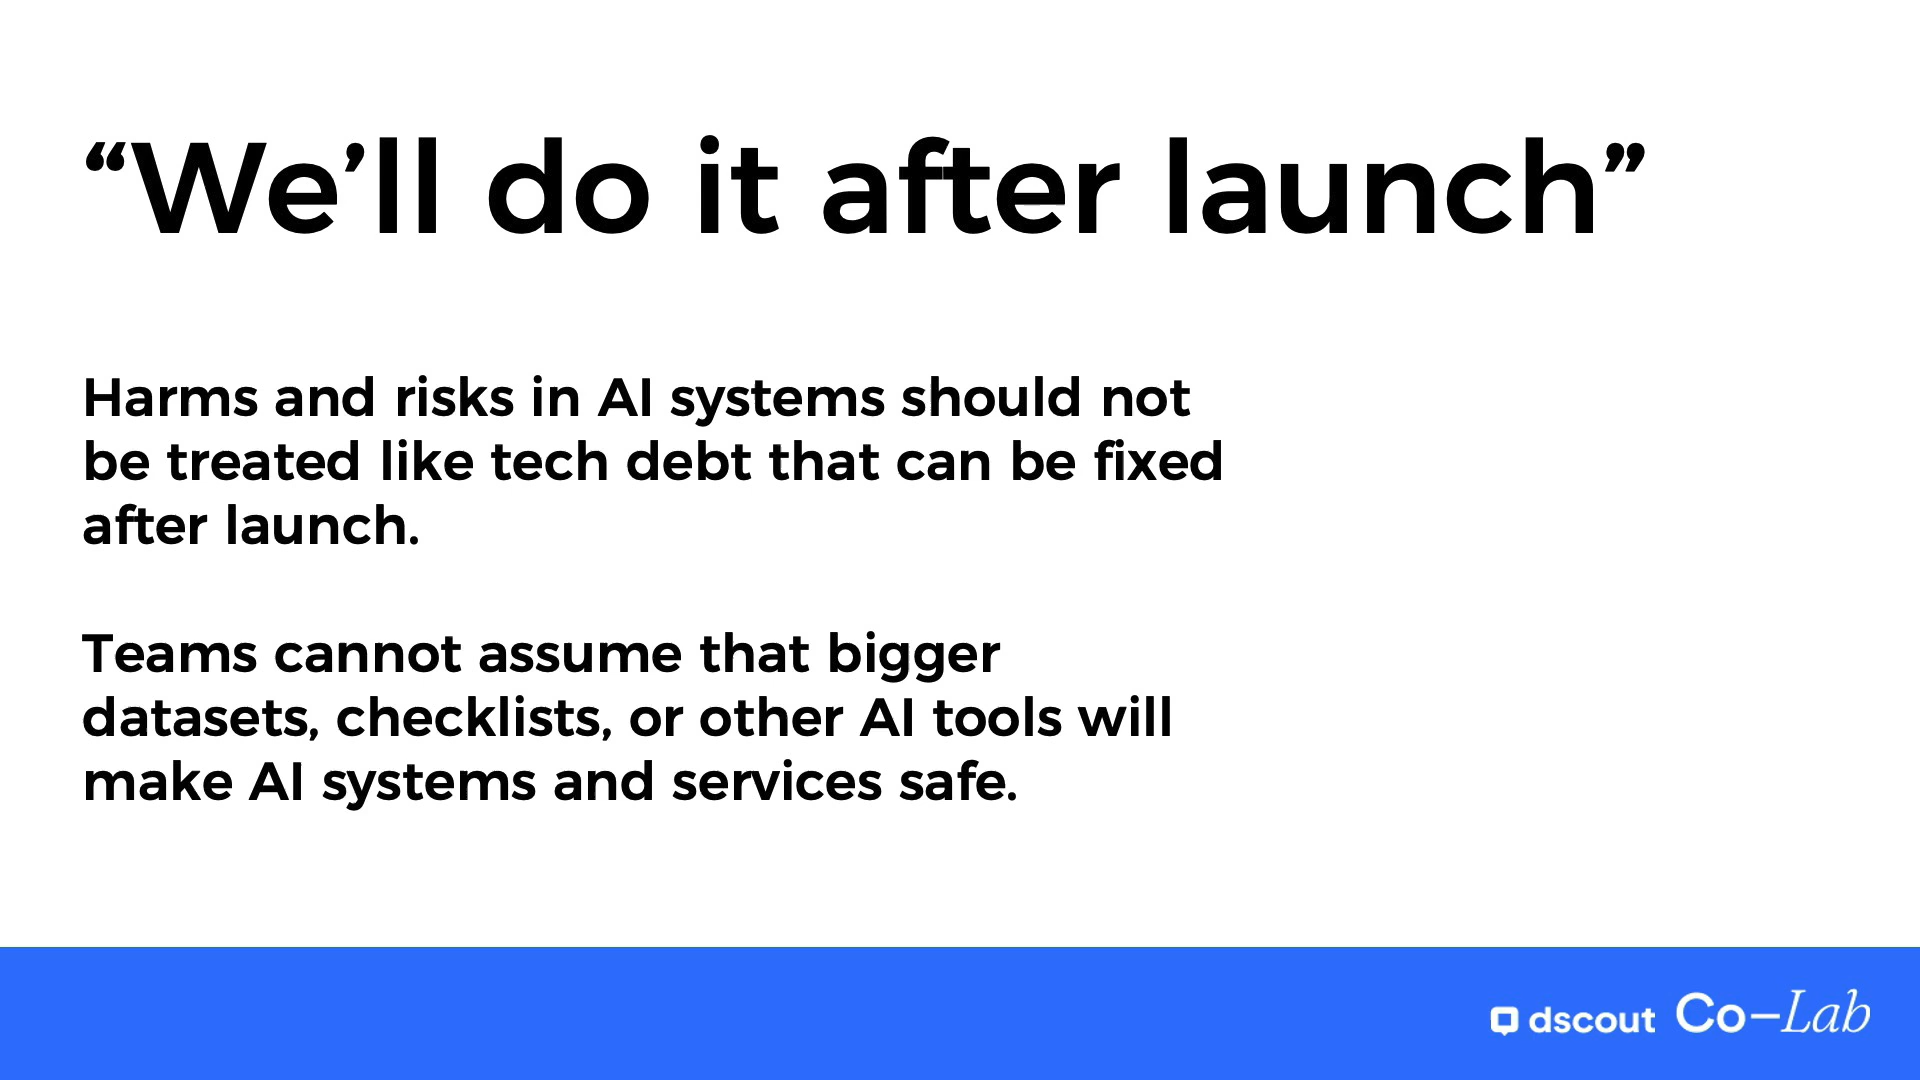 “We’ll do it after launch”
Harms and risks in AI systems should not
be treated like tech debt that can be fixed
after launch.
Teams cannot assume that bigger
datasets, checklists, or other AI tools will
make AI systems and services safe.
dscout Co–Lab